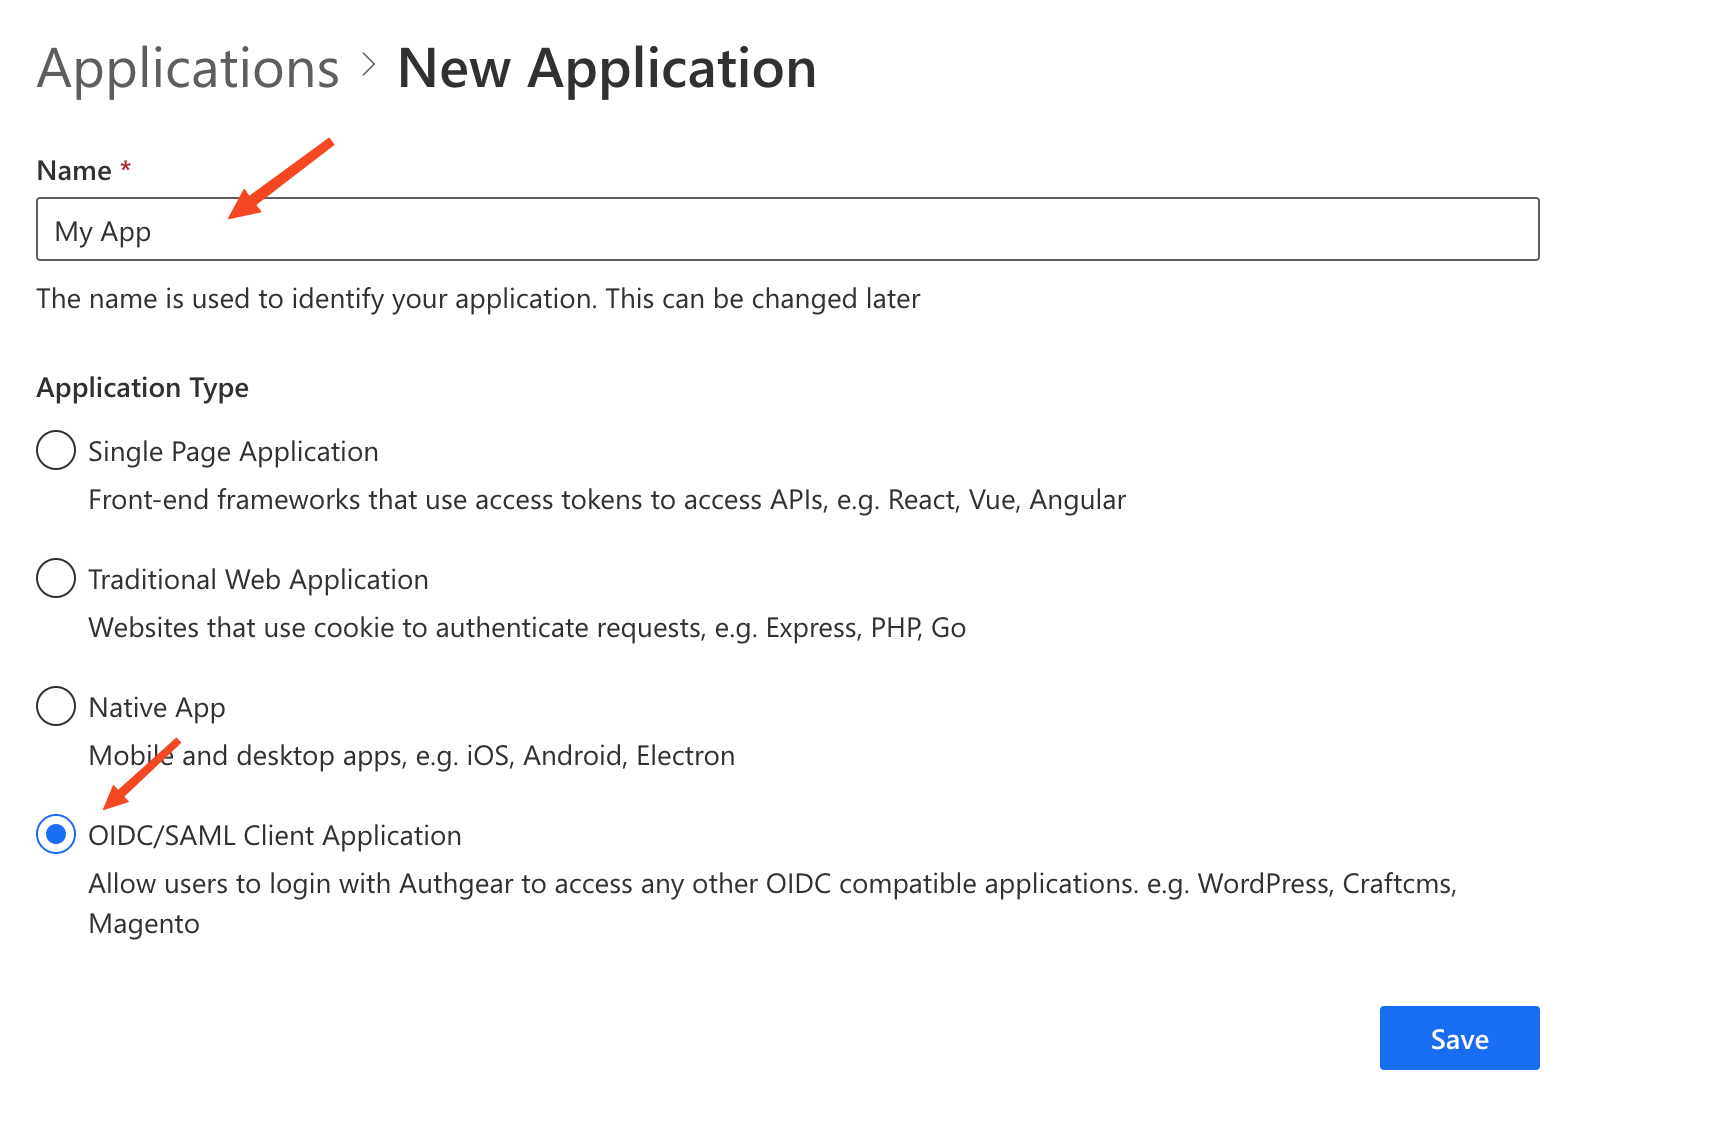 Applications > New Application
Name *
My App
The name is used to identify your application. This can be changed later
Application Type
Single Page Application
Front-end frameworks that use access tokens to access APIs, e.g. React, Vue, Angular
Traditional Web Application
Websites that use cookie to authenticate requests, e.g. Express, PHP, Go
Native App
Mobile and desktop apps, e.g. iOS, Android, Electron
OIDC/SAML Client Application
Allow users to login with Authgear to access any other OIDC compatible applications. e.g. WordPress, Craftcms,
Magento
Save